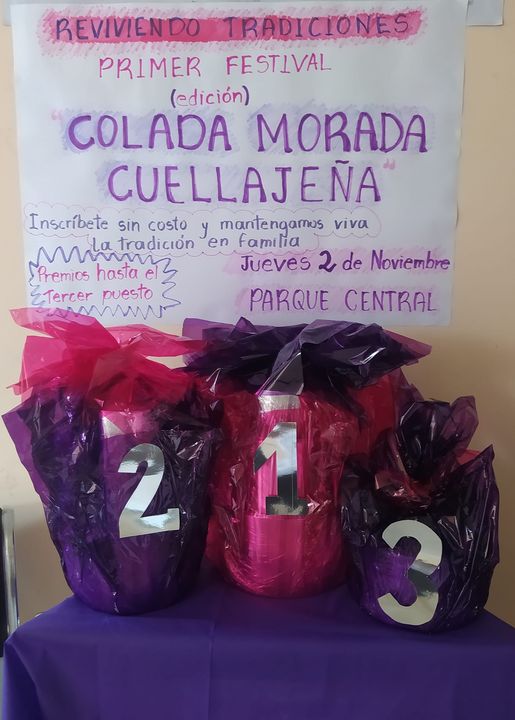 REVIVIENDO TRADICIONES
PRIMER FESTIVAL
(edición)
"COLADA MORADA
CUELLAJEÑA"
Inscríbete sin costo y mantengamos viva
la tradición en familia
Premios hasta el
Tercer puesto
Jueves 2 de Noviembre
PARQUE CENTRAL
2
1
3